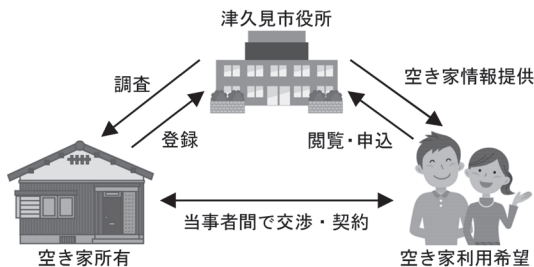 津久見市役所
調査
空き家情報提供
登録
閲覧・申込
当事者間で交渉・契約
空き家所有
空き家利用希望